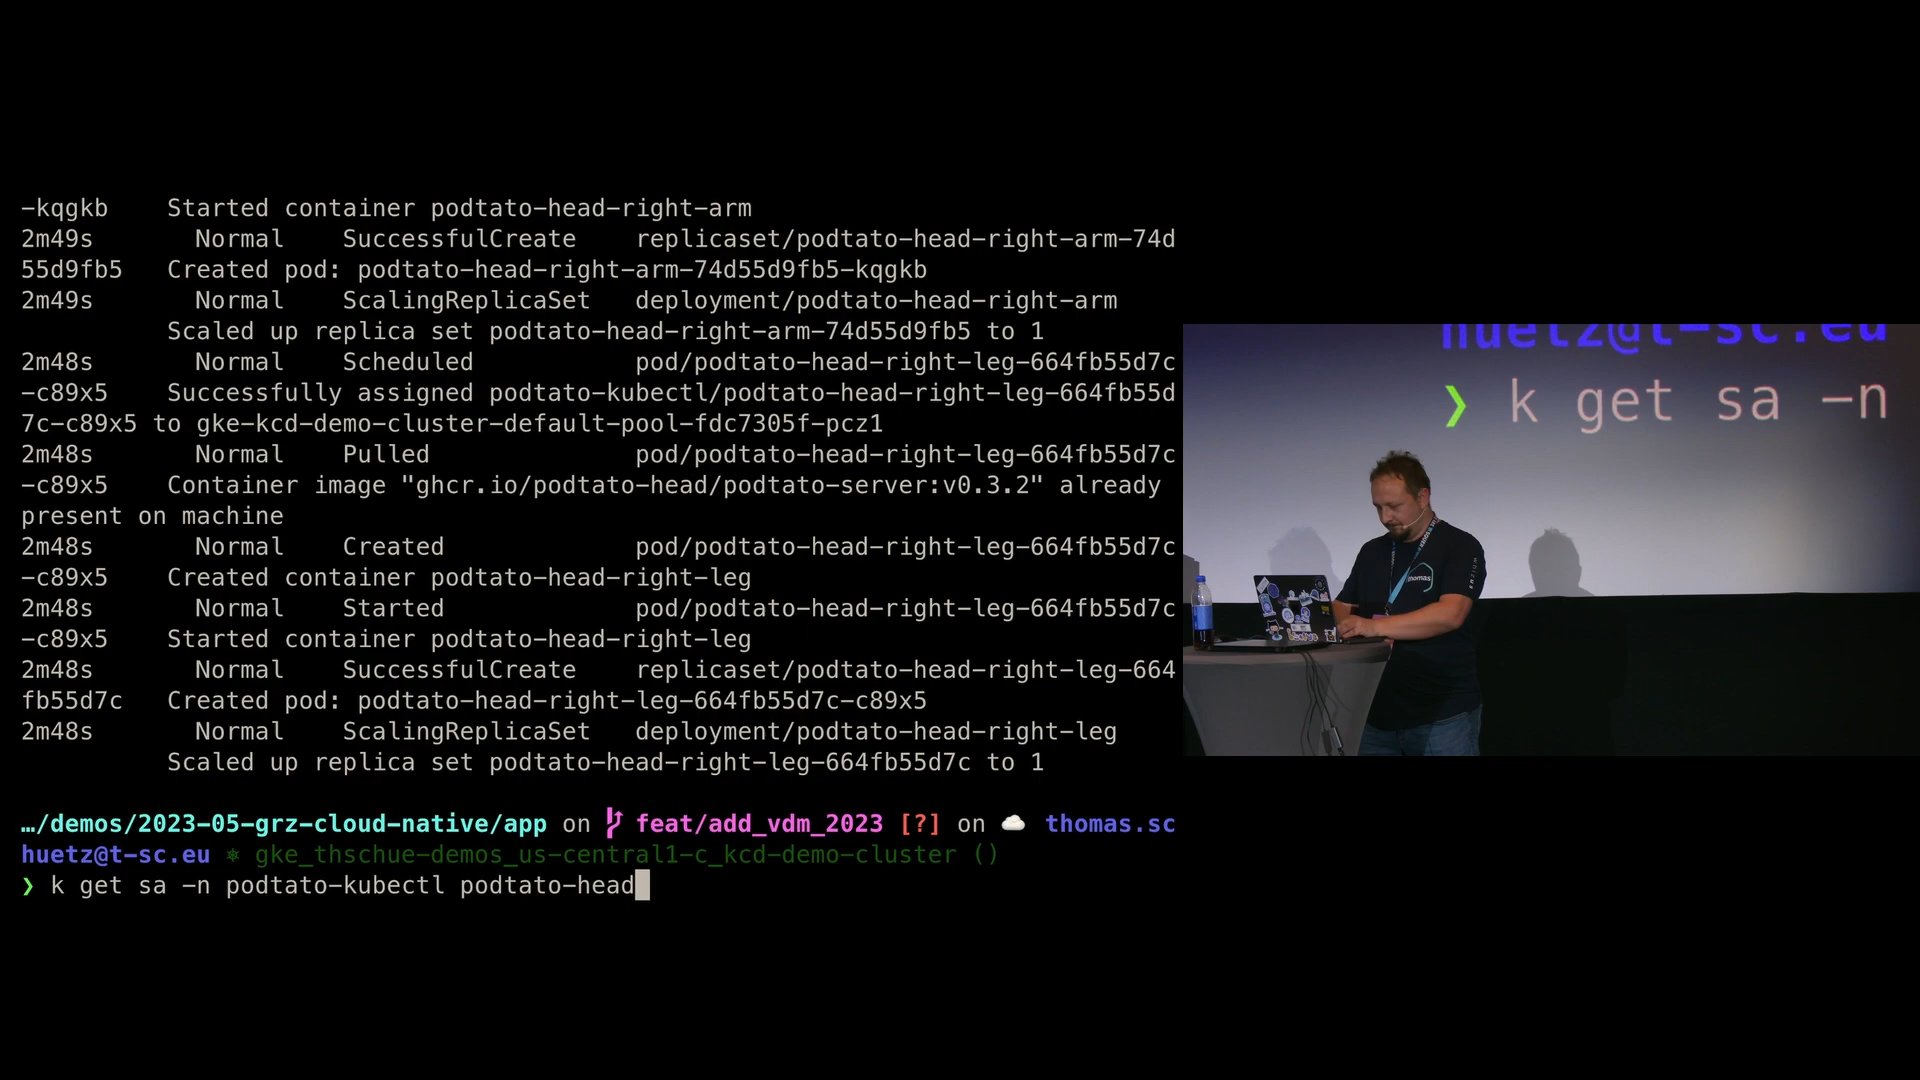 -kqgkb    Started container podtato-head-right-arm
2m49s       Normal    SuccessfulCreate    replicaset/podtato-head-right-arm-74d
55d9fb5   Created pod: podtato-head-right-arm-74d55d9fb5-kqgkb
2m49s       Normal    ScalingReplicaSet   deployment/podtato-head-right-arm
          Scaled up replica set podtato-head-right-arm-74d55d9fb5 to 1
2m48s       Normal    Scheduled           pod/podtato-head-right-leg-664fb55d7c
-c89x5    Successfully assigned podtato-kubectl/podtato-head-right-leg-664fb55d
7c-c89x5 to gke-kcd-demo-cluster-default-pool-fdc7305f-pcz1
2m48s       Normal    Pulled              pod/podtato-head-right-leg-664fb55d7c
-c89x5    Container image "ghcr.io/podtato-head/podtato-server:v0.3.2" already
present on machine
2m48s       Normal    Created             pod/podtato-head-right-leg-664fb55d7c
-c89x5    Created container podtato-head-right-leg
2m48s       Normal    Started             pod/podtato-head-right-leg-664fb55d7c
-c89x5    Started container podtato-head-right-leg
2m48s       Normal    SuccessfulCreate    replicaset/podtato-head-right-leg-664
fb55d7c   Created pod: podtato-head-right-leg-664fb55d7c-c89x5
2m48s       Normal    ScalingReplicaSet   deployment/podtato-head-right-leg
          Scaled up replica set podtato-head-right-leg-664fb55d7c to 1
…/demos/2023-05-grz-cloud-native/app on feat/add_vdm_2023 [?] on ☁️ thomas.sc
huetz@t-sc.eu ⎈ gke_thschue-demos_us-central1-c_kcd-demo-cluster ()
❯ k get sa -n podtato-kubectl podtato-head
huetz@t-sc.eu
❯ k get sa -n
thomas